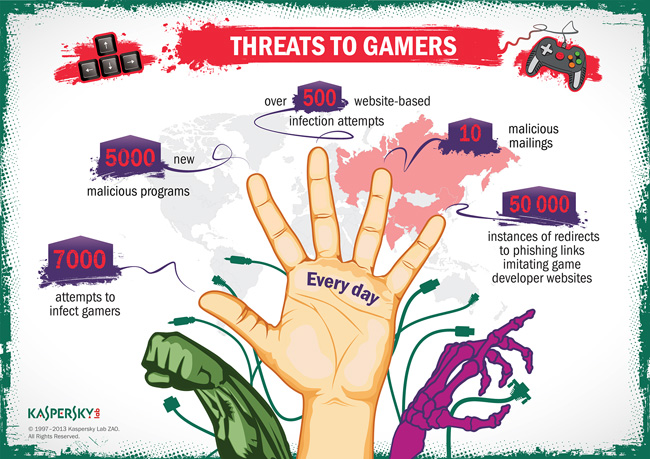 THREATS TO GAMERS
over 500 website-based
infection attempts
10 malicious
mailings
5000 new
malicious programs
50 000
instances of redirects
to phishing links
imitating game
developer websites
7000
attempts to
infect gamers
Every day
KASPERSKY lab
© 1997 - 2013 Kaspersky Lab ZAO.
All Rights Reserved.